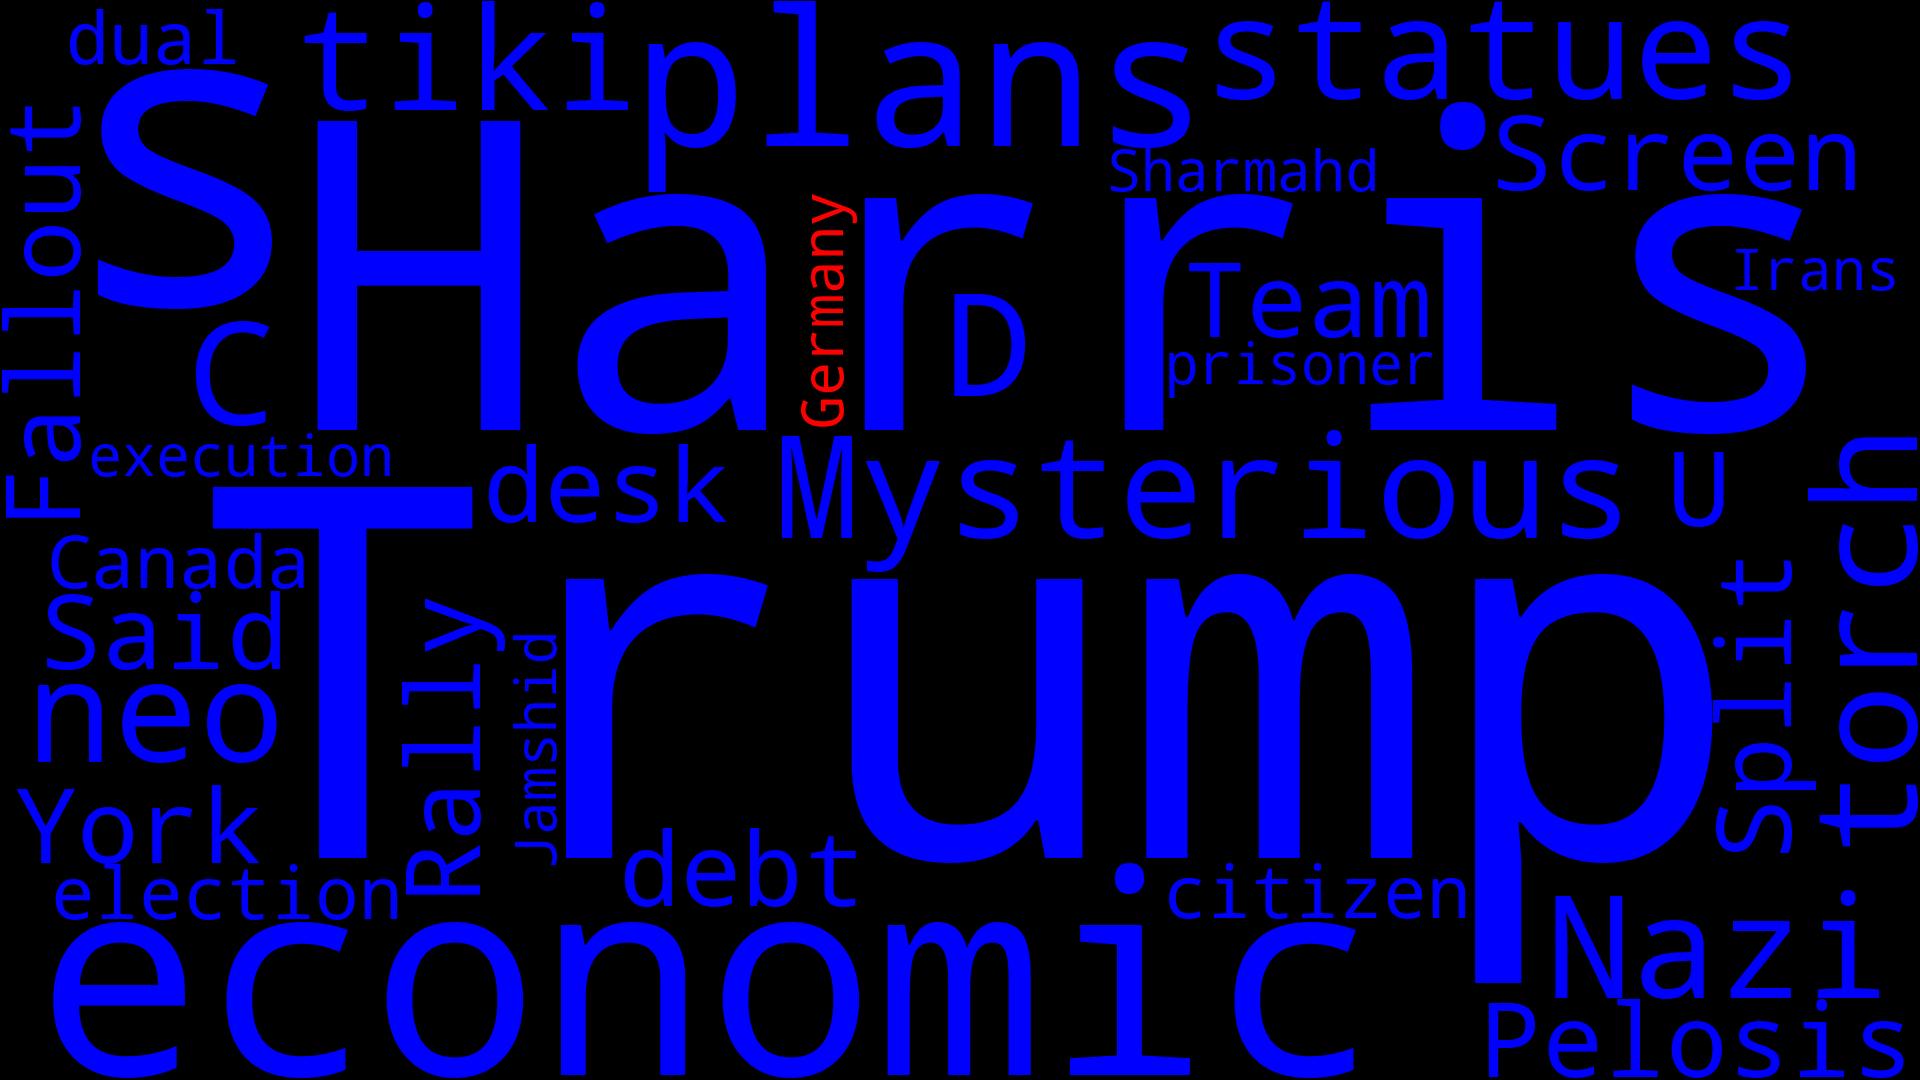 dual
tiki
plans
statues
Screen
Sharmahd
s
Harris
Fallout
Germany
Team
Irans
D
C
prisoner
execution
desk
Mysterious
U
torch
Canada
Trump
Said
Split
neo
Rally
Jamshid
York
debt
election
citizen
economic
Nazi
Pelosis